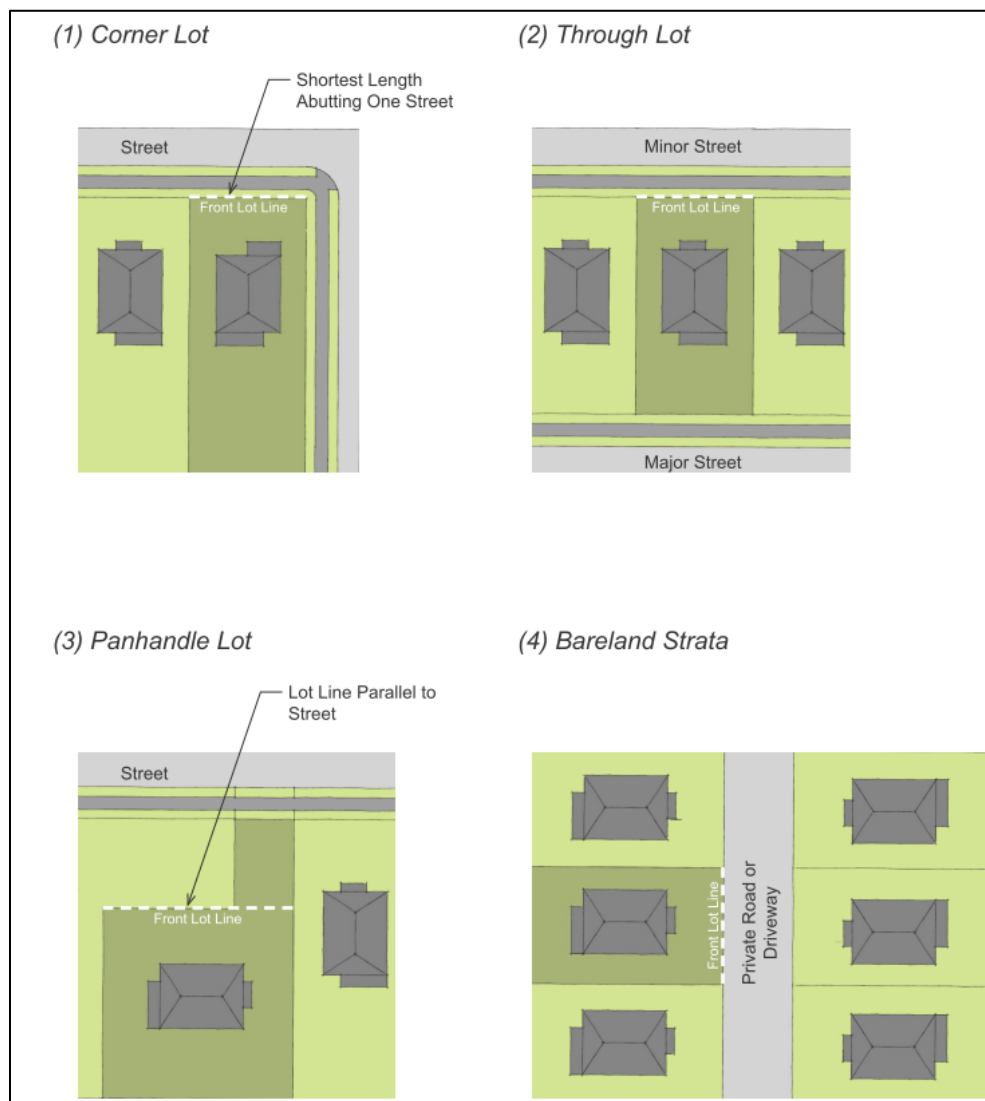 (1) Corner Lot
Shortest Length
Abutting One Street
Street
Front Lot Line
(2) Through Lot
Minor Street
Front Lot Line
Major Street
(3) Panhandle Lot
Lot Line Parallel to
Street
Street
Front Lot Line
(4) Bareland Strata
Front Lot Line
Private Road or
Driveway